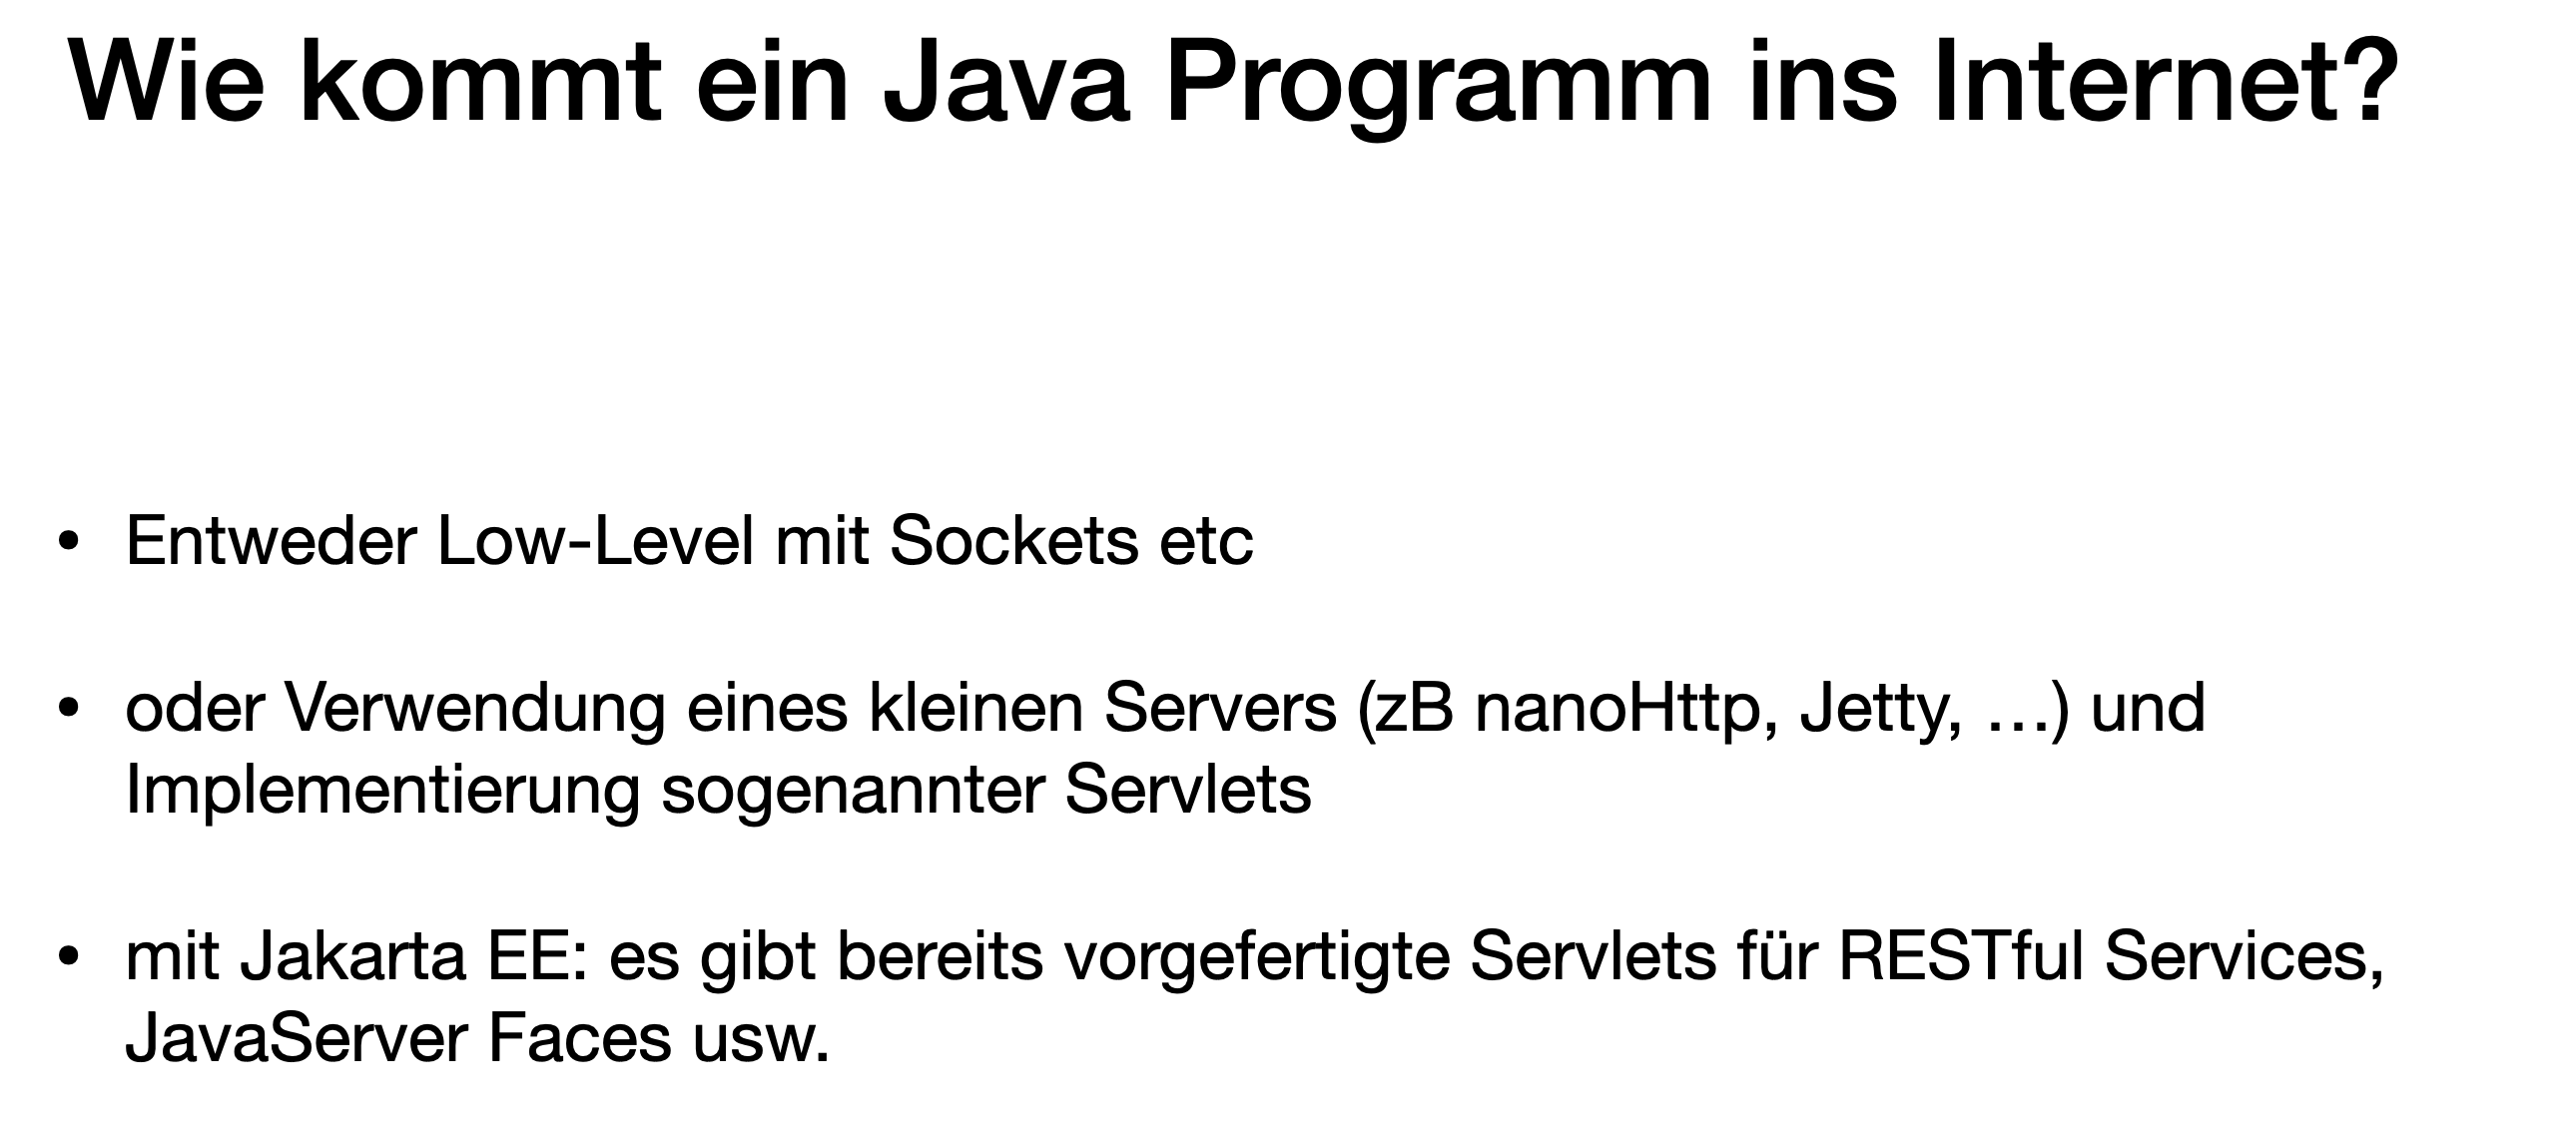 Wie kommt ein Java Programm ins Internet?
• Entweder Low-Level mit Sockets etc
• oder Verwendung eines kleinen Servers (zB nanoHttp, Jetty, …) und
Implementierung sogenannter Servlets
• mit Jakarta EE: es gibt bereits vorgefertigte Servlets für RESTful Services,
JavaServer Faces usw.